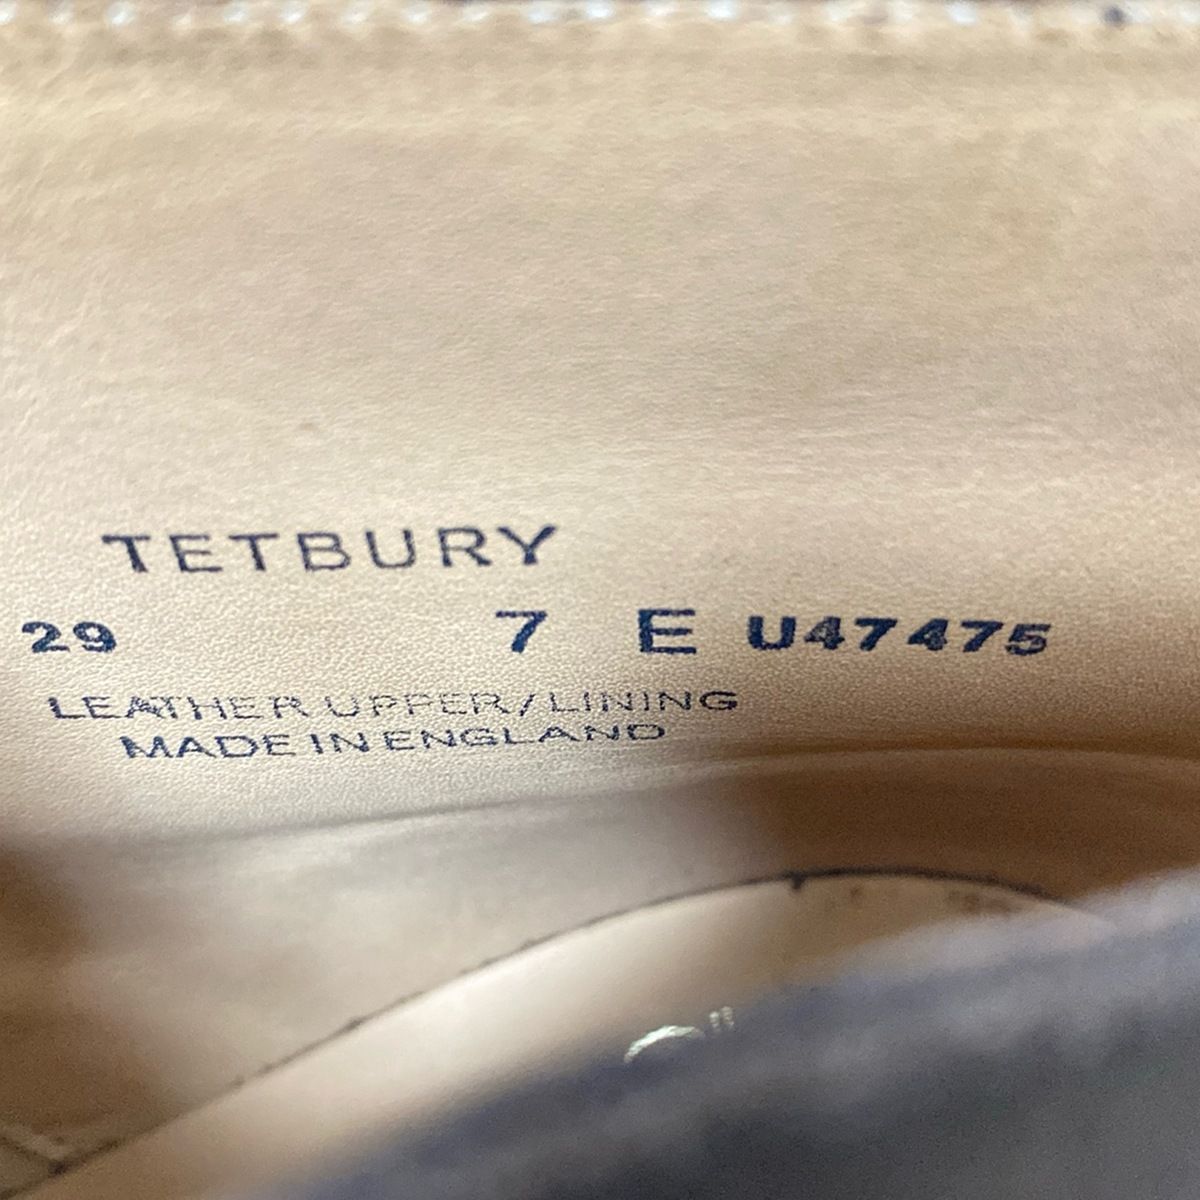 TETBURY
29 7 E U47475
LEATHER UPPER/LINING
MADE IN ENGLAND